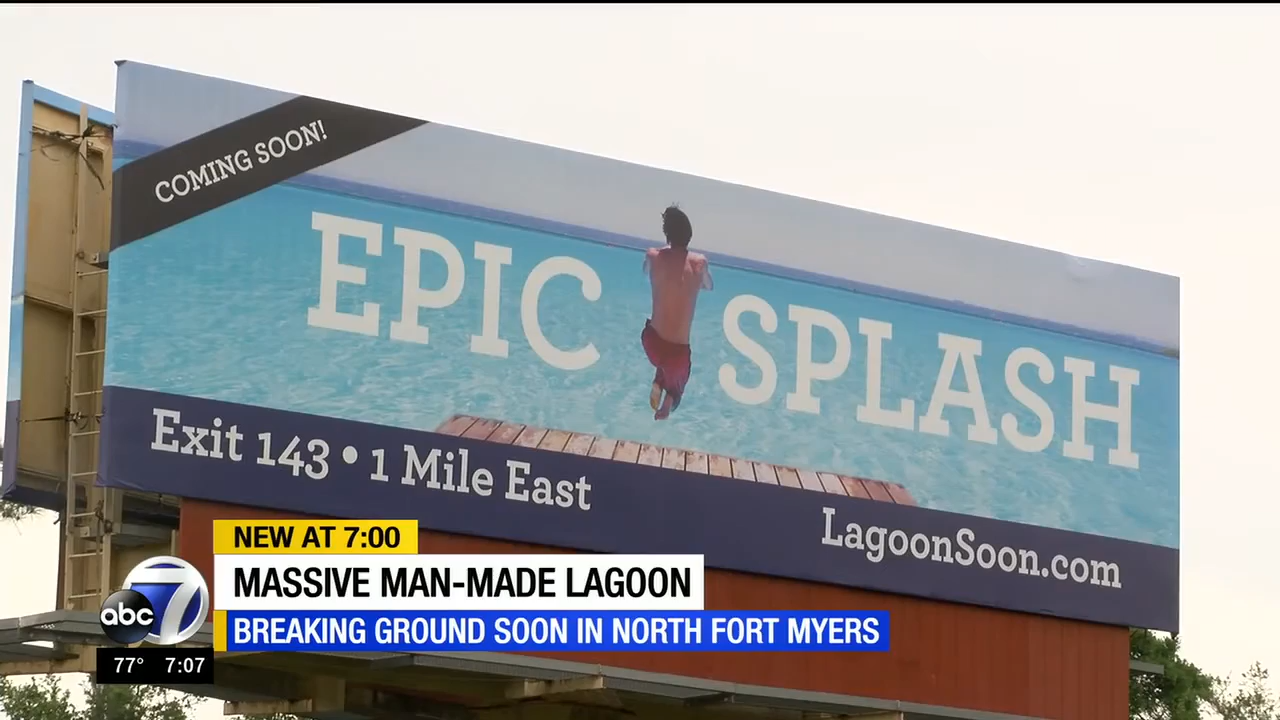 COMING SOON!
EPIC SPLASH
Exit 143 • 1 Mile East
LagoonSoon.com
NEW AT 7:00
MASSIVE MAN-MADE LAGOON
BREAKING GROUND SOON IN NORTH FORT MYERS
abc 7
77° 7:07